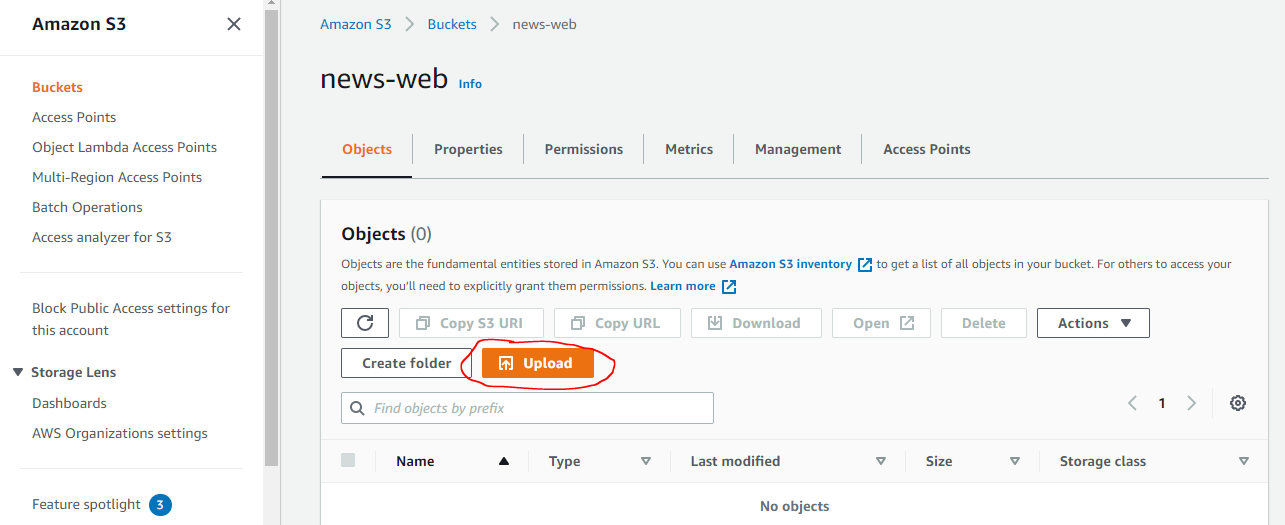 Amazon S3
Buckets
Access Points
Object Lambda Access Points
Multi-Region Access Points
Batch Operations
Access analyzer for S3
Block Public Access settings for
this account
Storage Lens
Dashboards
AWS Organizations settings
Feature spotlight 3
Amazon S3 Buckets news-web
news-web Info
Objects Properties Permissions Metrics Management Access Points
Objects (0)
Objects are the fundamental entities stored in Amazon S3. You can use Amazon S3 inventory to get a list of all objects in your bucket. For others to access your
objects, you'll need to explicitly grant them permissions. Learn more
Copy S3 URI Copy URL Download Open Delete Actions
Create folder Upload
Find objects by prefix 1
Name Type Last modified Size Storage class
No objects